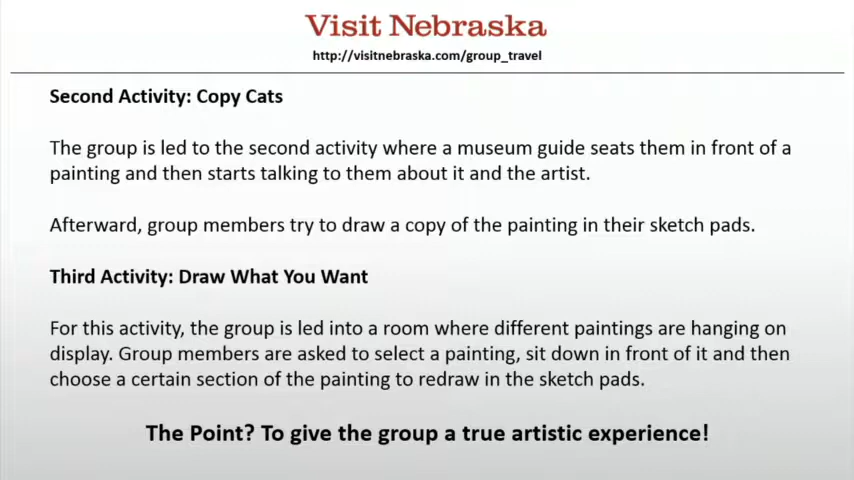 Visit Nebraska
http://visitnebraska.com/group_travel
Second Activity: Copy Cats
The group is led to the second activity where a museum guide seats them in front of a
painting and then starts talking to them about it and the artist.
Afterward, group members try to draw a copy of the painting in their sketch pads.
Third Activity: Draw What You Want
For this activity, the group is led into a room where different paintings are hanging on
display. Group members are asked to select a painting, sit down in front of it and then
choose a certain section of the painting to redraw in the sketch pads.
The Point? To give the group a true artistic experience!